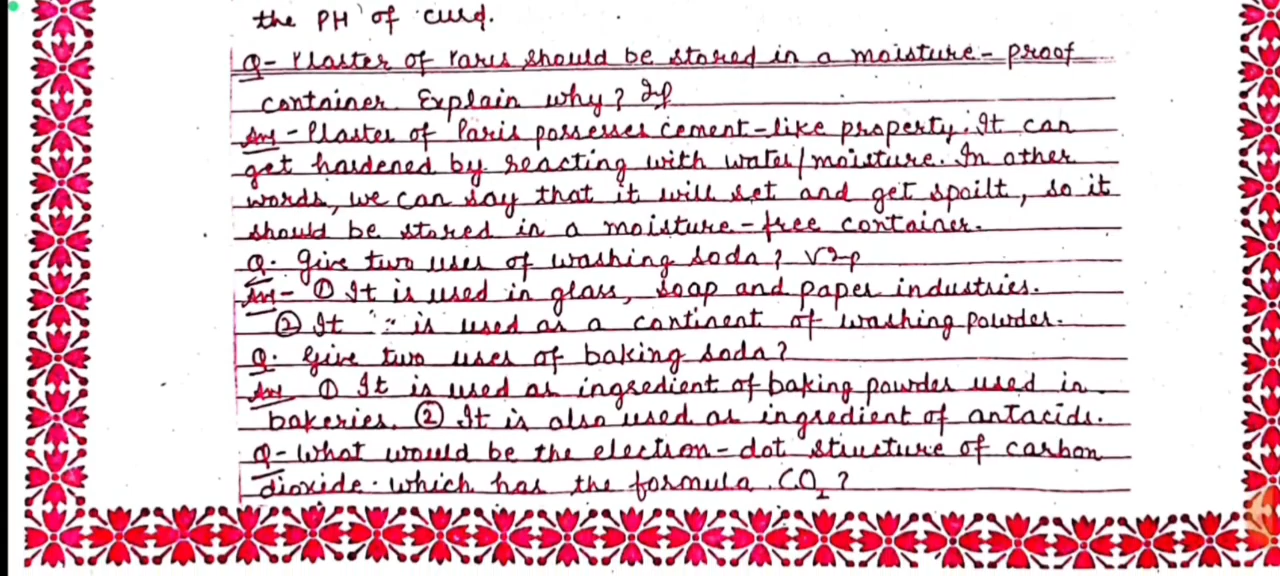 the PH of curd.
Q- Plaster of Paris should be stored in a moisture-proof
container. Explain why? 2p
Ans - Plaster of Paris possesses cement-like property. It can
get hardened by reacting with water/moisture. In other
words, we can say that it will set and get spoilt, so it
should be stored in a moisture-free container.
Q. Give two uses of washing soda? V2p
Ans- ① It is used in glass, soap and paper industries.
② It is used as a continent of washing powder.
Q. Give two uses of baking soda?
Ans ① It is used as ingredient of baking powder used in
bakeries. ② It is also used as ingredient of antacids.
Q- What would be the electron-dot structure of carbon
dioxide. which has the formula. CO₂?